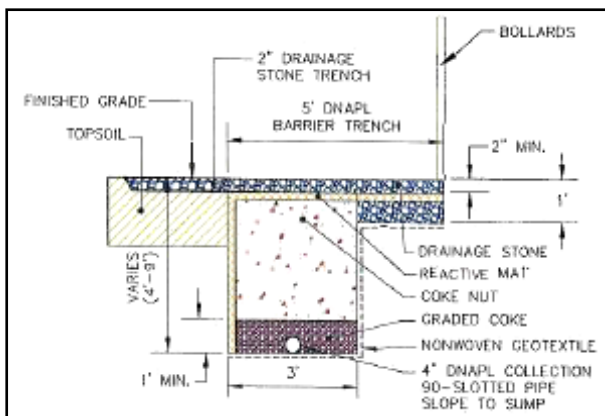 BOLLARDS
2" DRAINAGE
STONE TRENCH
FINISHED GRADE
5' DNAPL
BARRIER TRENCH
TOPSOIL
2" MIN.
1'
DRAINAGE STONE
REACTIVE MAT
COKE NUT
GRADED COKE
NONWOVEN GEOTEXTILE
4" DNAPL COLLECTION
90-SLOTTED PIPE
SLOPE TO SUMP
VARIES
(4'-9')
1' MIN.
3'